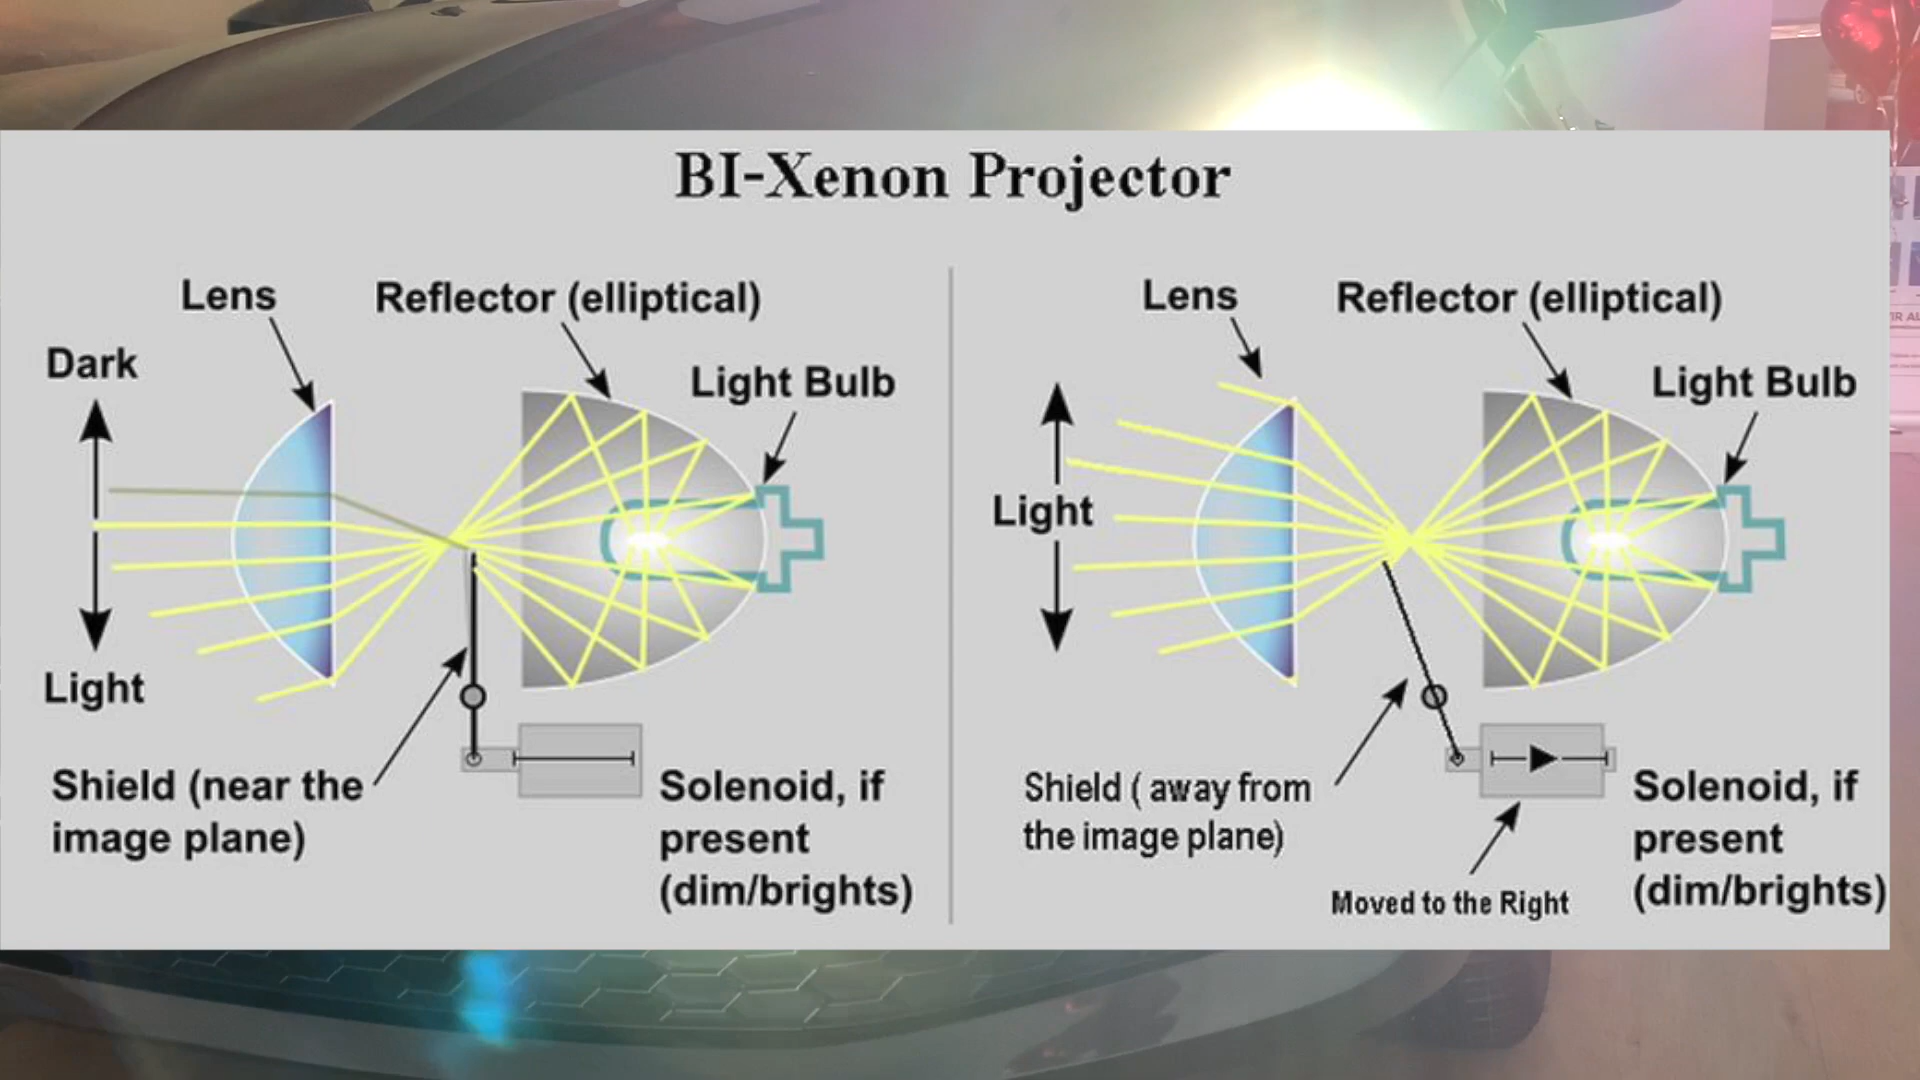 BI-Xenon Projector
Lens
Reflector (elliptical)
Dark
Light Bulb
Light
Shield (near the
image plane)
Solenoid, if
present
(dim/brights)
Lens
Reflector (elliptical)
Light Bulb
Light
Shield ( away from
the image plane)
Moved to the Right
Solenoid, if
present
(dim/brights)